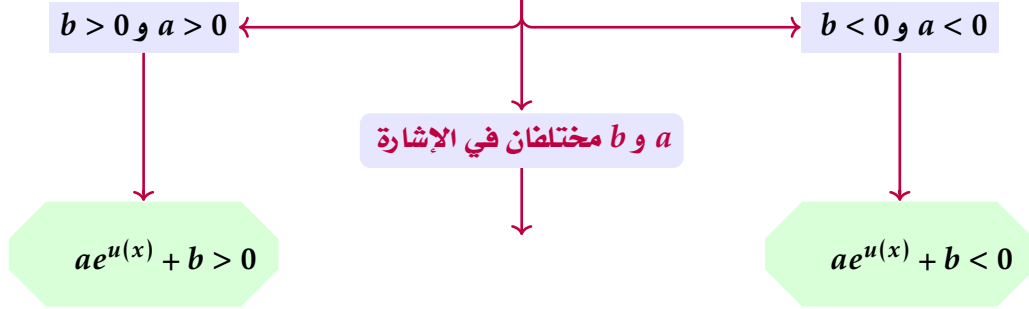 a > 0 و b > 0
a < 0 و b < 0
a و b مختلفان في الإشارة
ae^{u(x)} + b > 0
ae^{u(x)} + b < 0